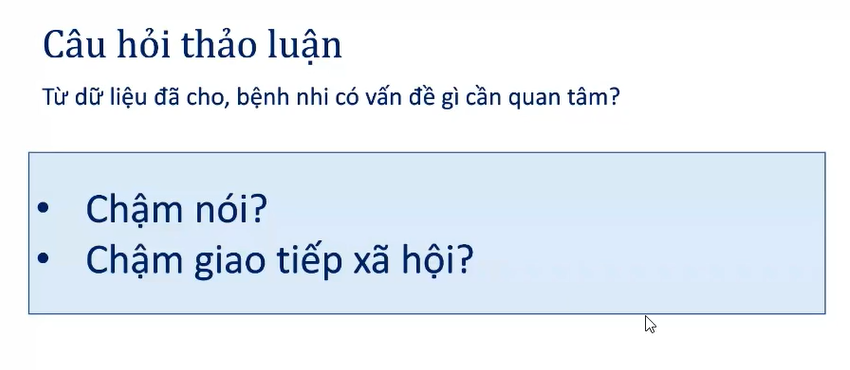 Câu hỏi thảo luận
Từ dữ liệu đã cho, bệnh nhi có vấn đề gì cần quan tâm?
• Chậm nói?
• Chậm giao tiếp xã hội?